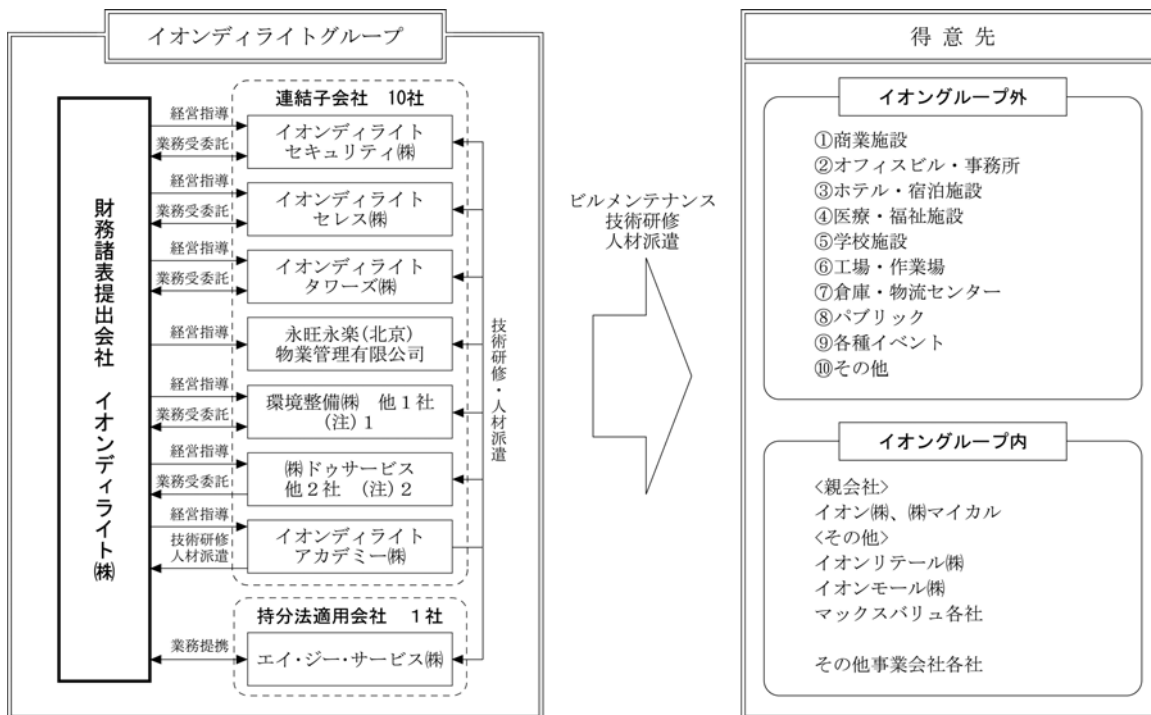 イオンディライトグループ
財務諸表提出会社 イオンディライト㈱
連結子会社 10社
経営指導
業務受委託
イオンディライト
セキュリティ㈱
経営指導
業務受委託
イオンディライト
セレス㈱
経営指導
業務受委託
イオンディライト
タワーズ㈱
経営指導
永旺永楽(北京)
物業管理有限公司
経営指導
業務受委託
環境整備㈱ 他1社
(注)1
経営指導
業務受委託
㈱ドゥサービス
他2社 (注)2
経営指導
技術研修
人材派遣
イオンディライト
アカデミー㈱
技術研修・人材派遣
持分法適用会社 1社
業務提携
エイ・ジー・サービス㈱
ビルメンテナンス
技術研修
人材派遣
得意先
イオングループ外
①商業施設
②オフィスビル・事務所
③ホテル・宿泊施設
④医療・福祉施設
⑤学校施設
⑥工場・作業場
⑦倉庫・物流センター
⑧パブリック
⑨各種イベント
⑩その他
イオングループ内
<親会社>
イオン㈱、㈱マイカル
<その他>
イオンリテール㈱
イオンモール㈱
マックスバリュ各社
その他事業会社各社